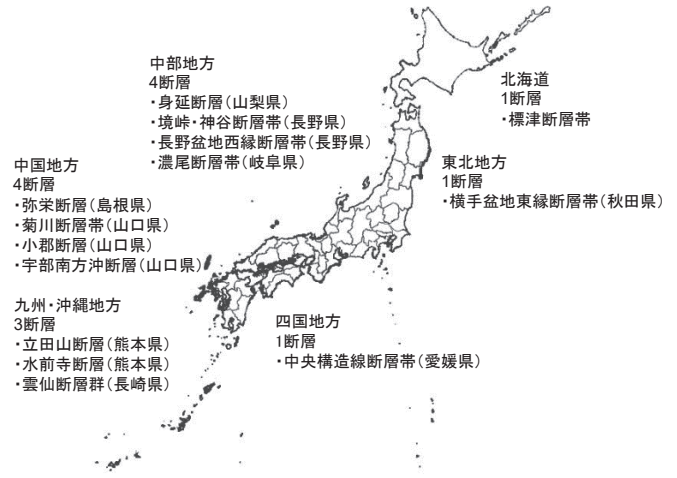 中部地方
4断層
・身延断層(山梨県)
・境峠・神谷断層帯(長野県)
・長野盆地西縁断層帯(長野県)
・濃尾断層帯(岐阜県)
北海道
1断層
・標津断層帯
東北地方
1断層
・横手盆地東縁断層帯(秋田県)
中国地方
4断層
・弥栄断層(島根県)
・菊川断層帯(山口県)
・小郡断層(山口県)
・宇部南方沖断層(山口県)
九州・沖縄地方
3断層
・立田山断層(熊本県)
・水前寺断層(熊本県)
・雲仙断層群(長崎県)
四国地方
1断層
・中央構造線断層帯(愛媛県)